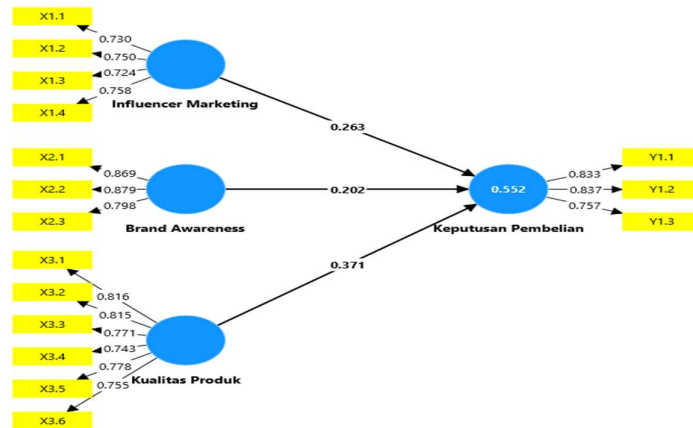 X1.1
0.730
X1.2
0.750
0.724
X1.3
0.758
X1.4
Influencer Marketing
0.263
X2.1
0.869
X2.2
0.879
X2.3
0.798
Brand Awareness
0.202
0.552
Keputusan Pembelian
0.833
Y1.1
0.837
Y1.2
0.757
Y1.3
X3.1
0.816
X3.2
0.815
X3.3
0.771
X3.4
0.743
0.778
X3.5
0.755
X3.6
Kualitas Produk
0.371